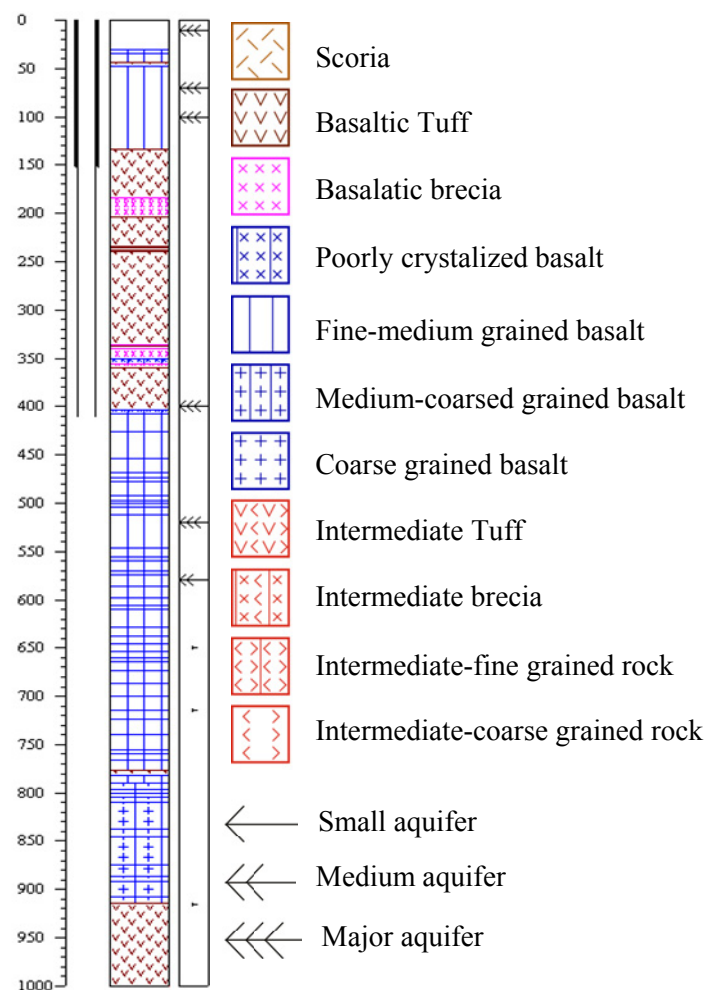 0
50
100
150
200
250
300
350
400
450
500
550
600
650
700
750
800
850
900
950
1000
Scoria
Basaltic Tuff
Basalatic brecia
Poorly crystalized basalt
Fine-medium grained basalt
Medium-coarsed grained basalt
Coarse grained basalt
Intermediate Tuff
Intermediate brecia
Intermediate-fine grained rock
Intermediate-coarse grained rock
Small aquifer
Medium aquifer
Major aquifer